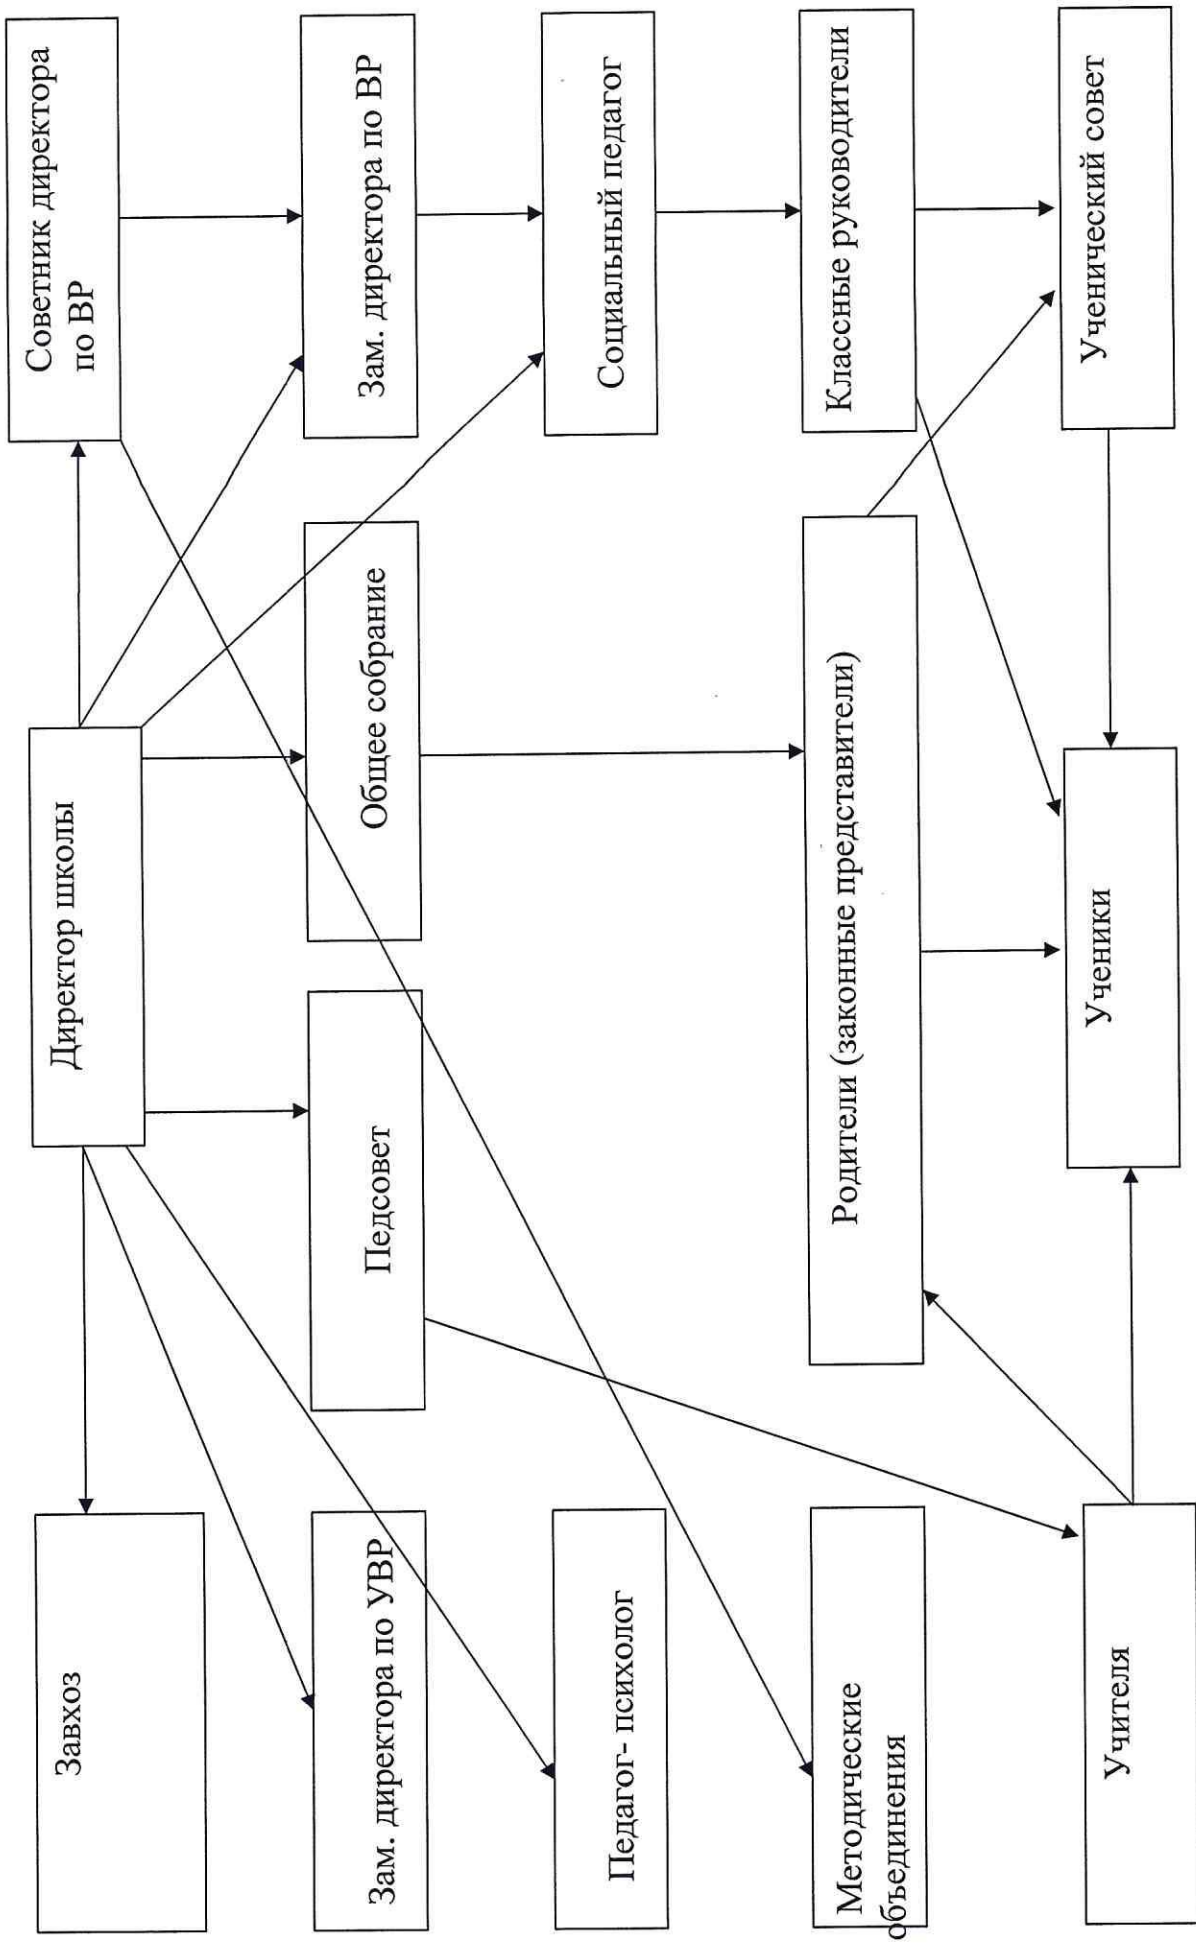 Завхоз
Директор школы
Советник директора
по ВР
Зам. директора по УВР
Педсовет
Общее собрание
Зам. директора по ВР
Педагог- психолог
Социальный педагог
Методические
объединения
Родители (законные представители)
Классные руководители
Учителя
Ученики
Ученический совет